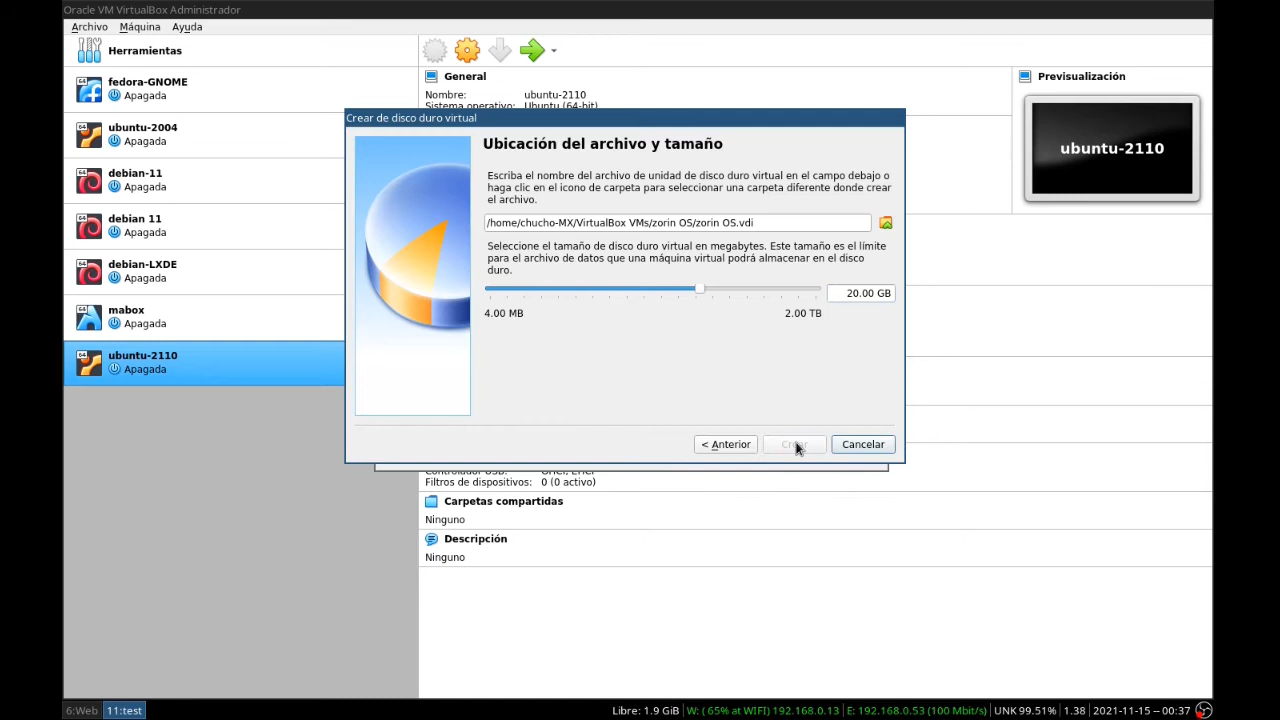 Oracle VM VirtualBox Administrador
Archivo Máquina Ayuda
Herramientas
fedora-GNOME
Apagada
ubuntu-2004
Apagada
debian-11
Apagada
debian 11
Apagada
debian-LXDE
Apagada
mabox
Apagada
ubuntu-2110
Apagada
General
Nombre: ubuntu-2110
Sistema operativo: Ubuntu (64-bit)
Previsualización
ubuntu-2110
Crear de disco duro virtual
Ubicación del archivo y tamaño
Escriba el nombre del archivo de unidad de disco duro virtual en el campo debajo o
haga clic en el icono de carpeta para seleccionar una carpeta diferente donde crear
el archivo.
/home/chucho-MX/VirtualBox VMs/zorin OS/zorin OS.vdi
Seleccione el tamaño de disco duro virtual en megabytes. Este tamaño es el límite
para el archivo de datos que una máquina virtual podrá almacenar en el disco
duro.
20.00 GB
4.00 MB 2.00 TB
< Anterior Crear Cancelar
Controlador USB: OHCI, EHCI
Filtros de dispositivos: 0 (0 activo)
Carpetas compartidas
Ninguno
Descripción
Ninguno
6:Web 11:test Libre: 1.9 GiB W: ( 65% at WIFI) 192.168.0.13 E: 192.168.0.53 (100 Mbit/s) UNK 99.51% 1.38 2021-11-15 -- 00:37